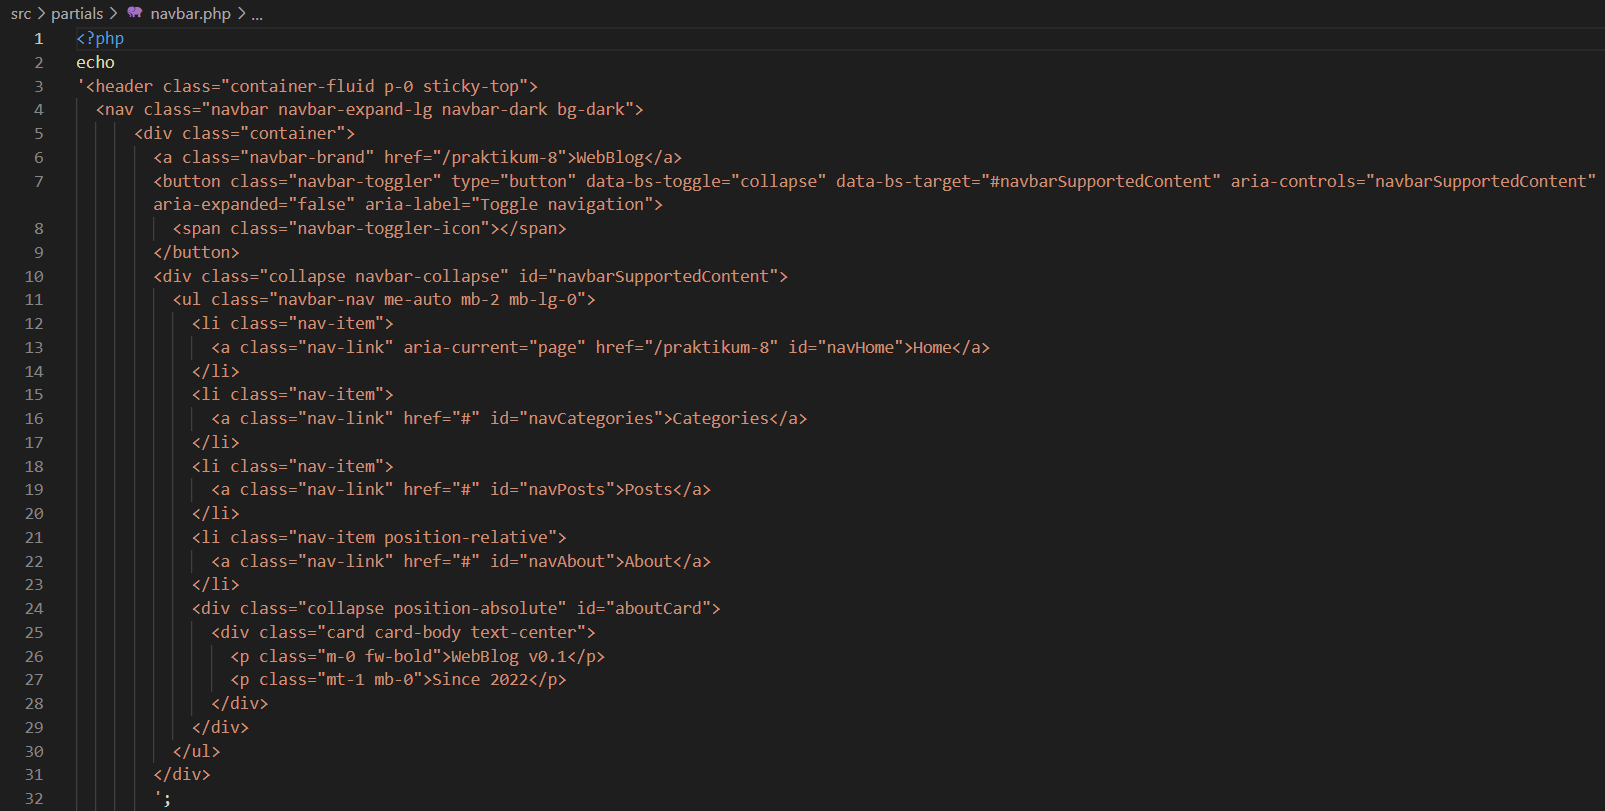 src > partials > navbar.php > ...
1 <?php
2 echo
3 '<header class="container-fluid p-0 sticky-top">
4 <nav class="navbar navbar-expand-lg navbar-dark bg-dark">
5 <div class="container">
6 <a class="navbar-brand" href="/praktikum-8">WebBlog</a>
7 <button class="navbar-toggler" type="button" data-bs-toggle="collapse" data-bs-target="#navbarSupportedContent" aria-controls="navbarSupportedContent"
aria-expanded="false" aria-label="Toggle navigation">
8 <span class="navbar-toggler-icon"></span>
9 </button>
10 <div class="collapse navbar-collapse" id="navbarSupportedContent">
11 <ul class="navbar-nav me-auto mb-2 mb-lg-0">
12 <li class="nav-item">
13 <a class="nav-link" aria-current="page" href="/praktikum-8" id="navHome">Home</a>
14 </li>
15 <li class="nav-item">
16 <a class="nav-link" href="#" id="navCategories">Categories</a>
17 </li>
18 <li class="nav-item">
19 <a class="nav-link" href="#" id="navPosts">Posts</a>
20 </li>
21 <li class="nav-item position-relative">
22 <a class="nav-link" href="#" id="navAbout">About</a>
23 </li>
24 <div class="collapse position-absolute" id="aboutCard">
25 <div class="card card-body text-center">
26 <p class="m-0 fw-bold">WebBlog v0.1</p>
27 <p class="mt-1 mb-0">Since 2022</p>
28 </div>
29 </div>
30 </ul>
31 </div>
32 ';